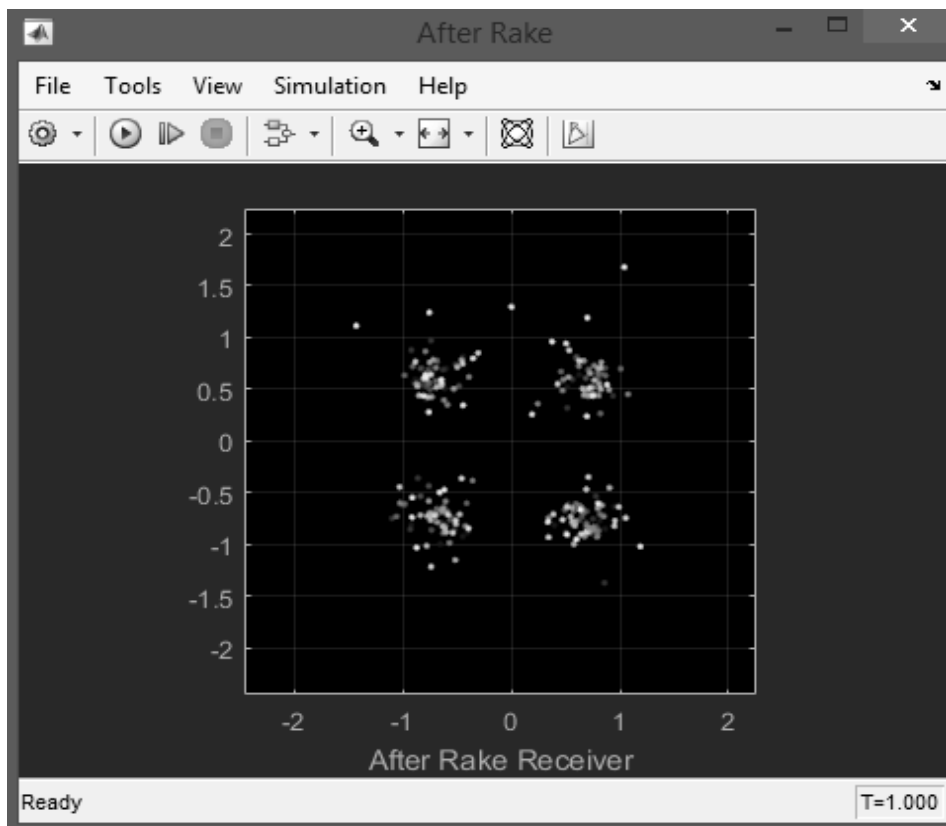 After Rake
File Tools View Simulation Help
2
1.5
1
0.5
0
-0.5
-1
-1.5
-2
-2 -1 0 1 2
After Rake Receiver
Ready T=1.000